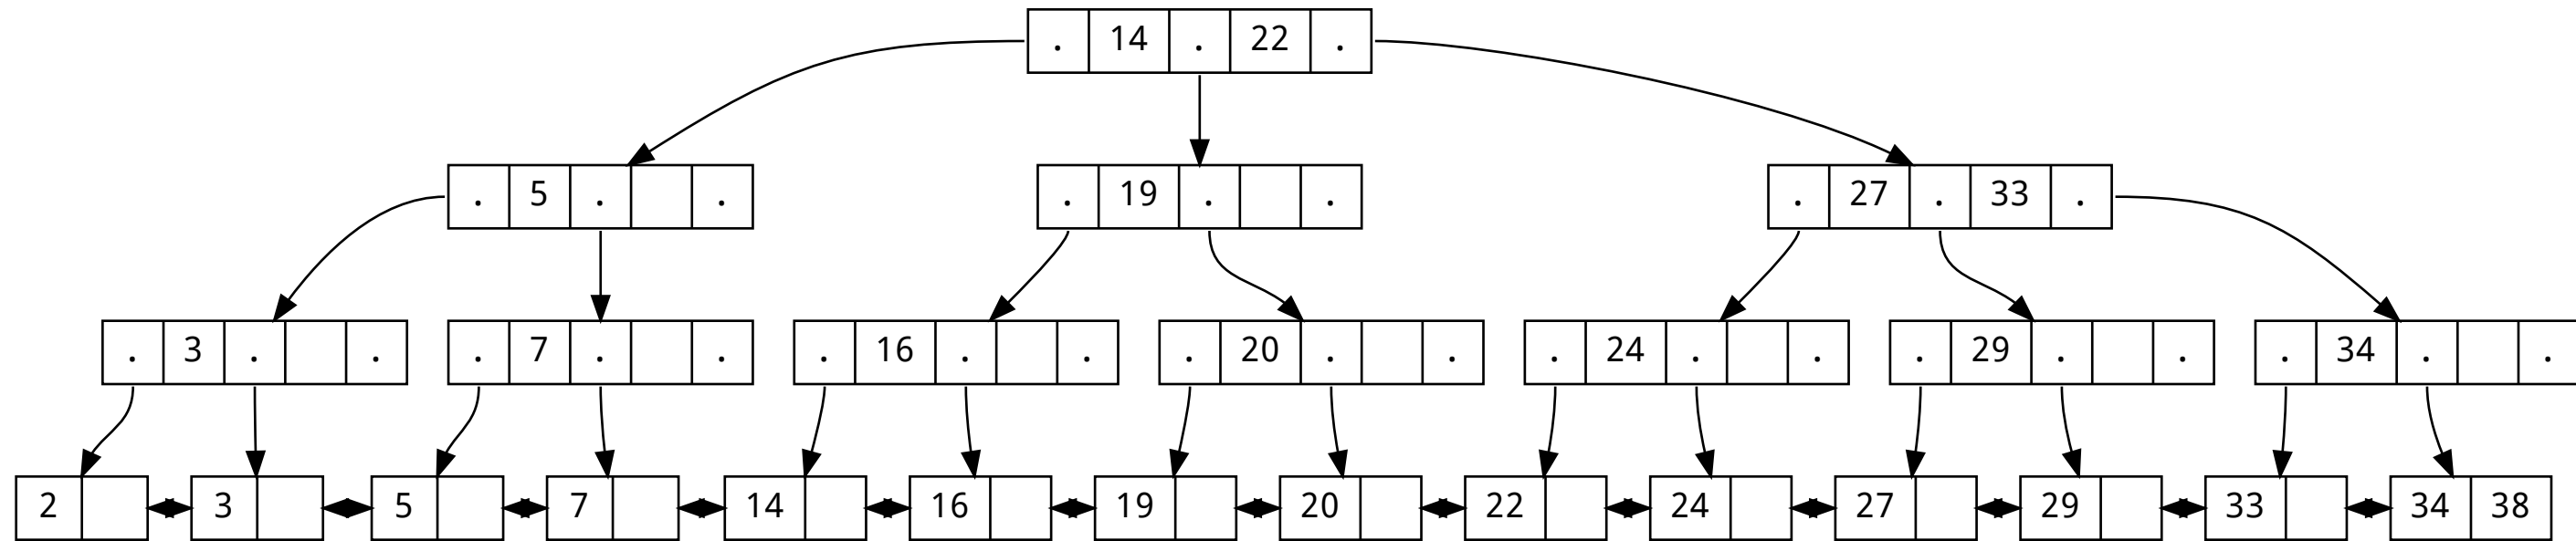 . 14 . 22 .
. 5 . . . 19 . . . 27 . 33 .
. 3 . . . 7 . . . 16 . . . 20 . . . 24 . . . 29 . . . 34 . .
2 3 5 7 14 16 19 20 22 24 27 29 33 34 38